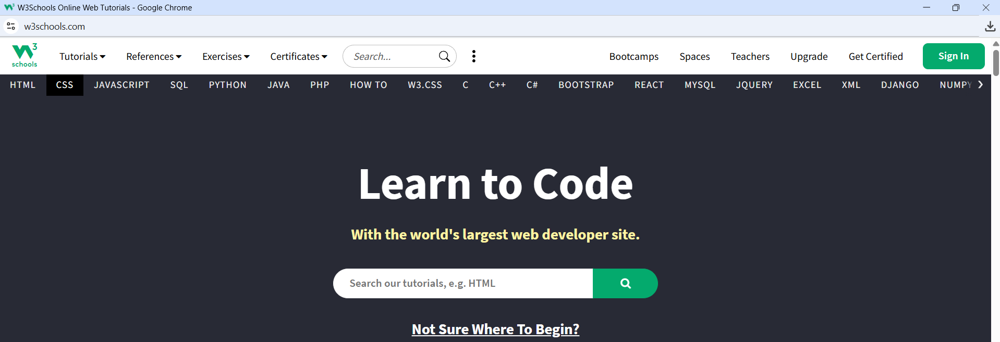 W3Schools Online Web Tutorials - Google Chrome
w3schools.com
W3 schools Tutorials References Exercises Certificates Search... Bootcamps Spaces Teachers Upgrade Get Certified Sign In
HTML CSS JAVASCRIPT SQL PYTHON JAVA PHP HOW TO W3.CSS C C++ C# BOOTSTRAP REACT MYSQL JQUERY EXCEL XML DJANGO NUMPY
Learn to Code
With the world's largest web developer site.
Search our tutorials, e.g. HTML
Not Sure Where To Begin?